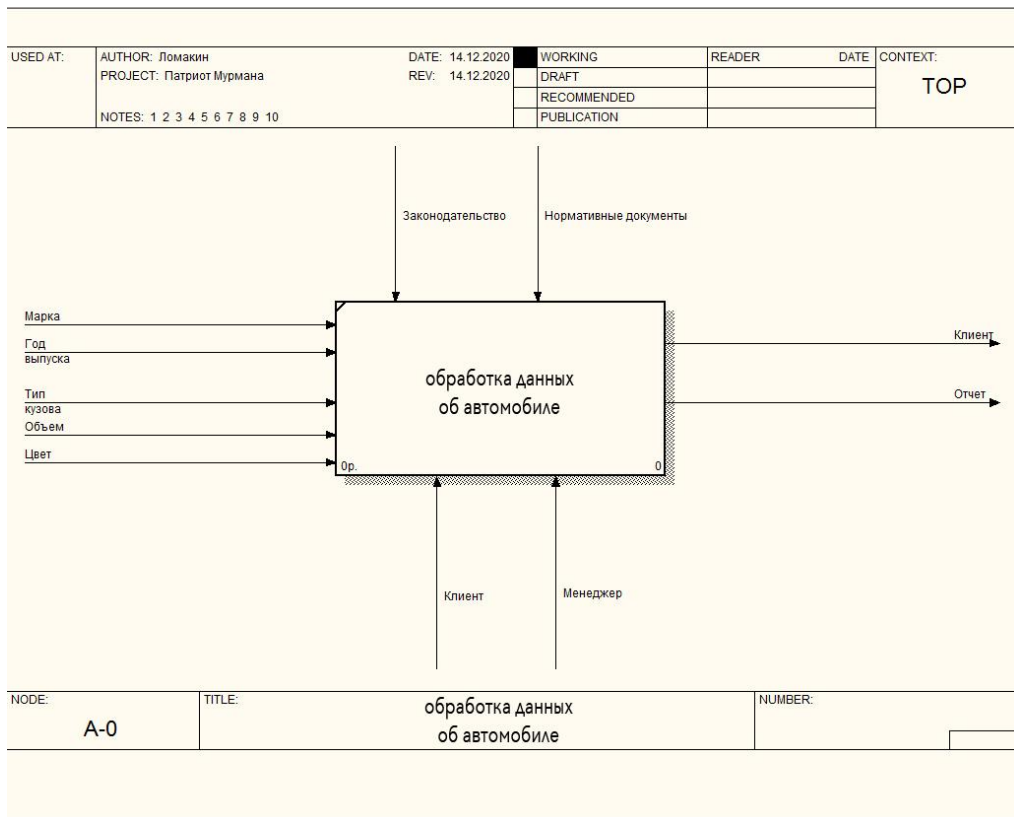 USED AT:
AUTHOR: Ломакин
DATE: 14.12.2020
WORKING
READER
DATE
CONTEXT:
PROJECT: Патриот Мурмана
REV: 14.12.2020
DRAFT
TOP
RECOMMENDED
NOTES: 1 2 3 4 5 6 7 8 9 10
PUBLICATION
Законодательство
Нормативные документы
Марка
Год
выпуска
Тип
кузова
Объем
Цвет
обработка данных
об автомобиле
0р.
0
Клиент
Отчет
Клиент
Менеджер
NODE:
A-0
TITLE:
обработка данных
об автомобиле
NUMBER: